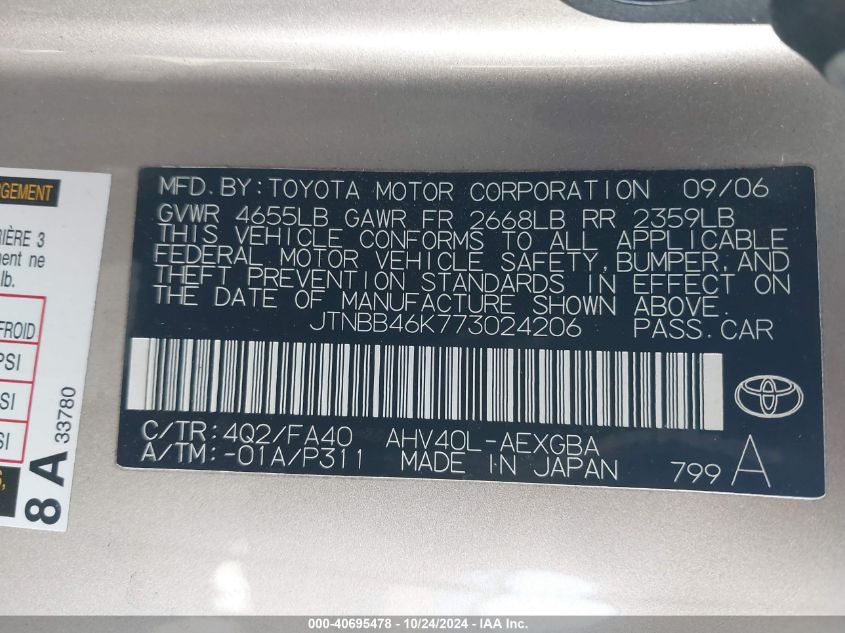 RGEMENT
RIÈRE 3
ment ne
lb.
FROID
PSI
SI
SI
8 A 33780
MFD. BY: TOYOTA MOTOR CORPORATION 09/06
GVWR 4655LB GAWR FR 2668LB RR 2359LB
THIS VEHICLE CONFORMS TO ALL APPLICABLE
FEDERAL MOTOR VEHICLE SAFETY, BUMPER, AND
THEFT PREVENTION STANDARDS IN EFFECT ON
THE DATE OF MANUFACTURE SHOWN ABOVE.
JTNBB46K773024206 PASS. CAR
C/TR: 4Q2/FA40 AHV40L-AEXGBA
A/TM: -01A/P311 MADE IN JAPAN 799 A
000-40695478 - 10/24/2024 - IAA Inc.